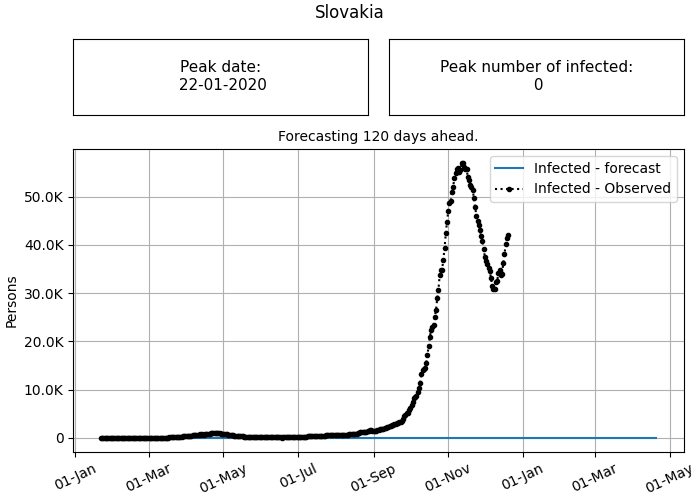 Slovakia
Peak date:
22-01-2020
Peak number of infected:
0
Forecasting 120 days ahead.
Infected - forecast
Infected - Observed
Persons
50.0K
40.0K
30.0K
20.0K
10.0K
0
01-Jan
01-Mar
01-May
01-Jul
01-Sep
01-Nov
01-Jan
01-Mar
01-May